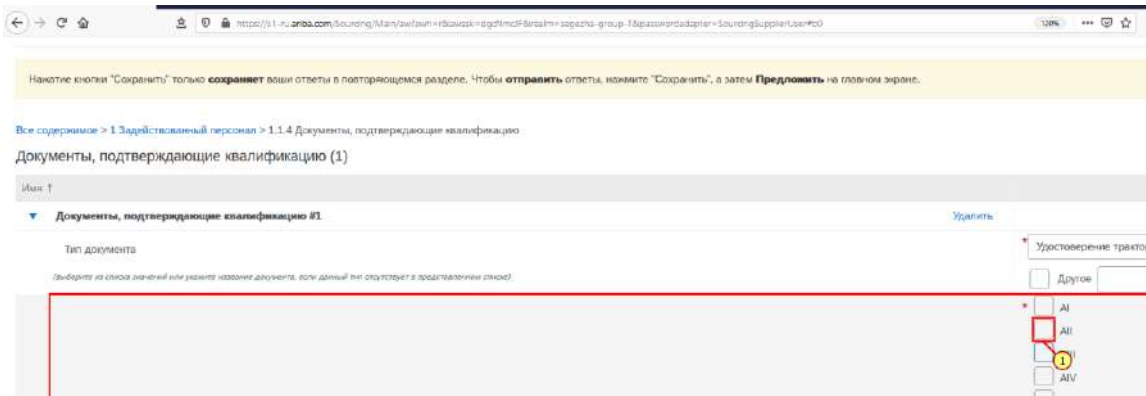 120%
Нажатие кнопки "Сохранить" только сохраняет ваши ответы в повторяющемся разделе. Чтобы отправить ответы, нажмите "Сохранить", а затем Предложить на главном экране.
Все содержимое > 1 Задействованный персонал > 1.1.4 Документы, подтверждающие квалификацию
Документы, подтверждающие квалификацию (1)
Имя ↑
▼ Документы, подтверждающие квалификацию #1 Удалить
Тип документа * Удостоверение тракто
(выберите из списка значений или укажите название документа, если данный тип отсутствует в представленном списке) Другое
* AI
AII
1
AIV